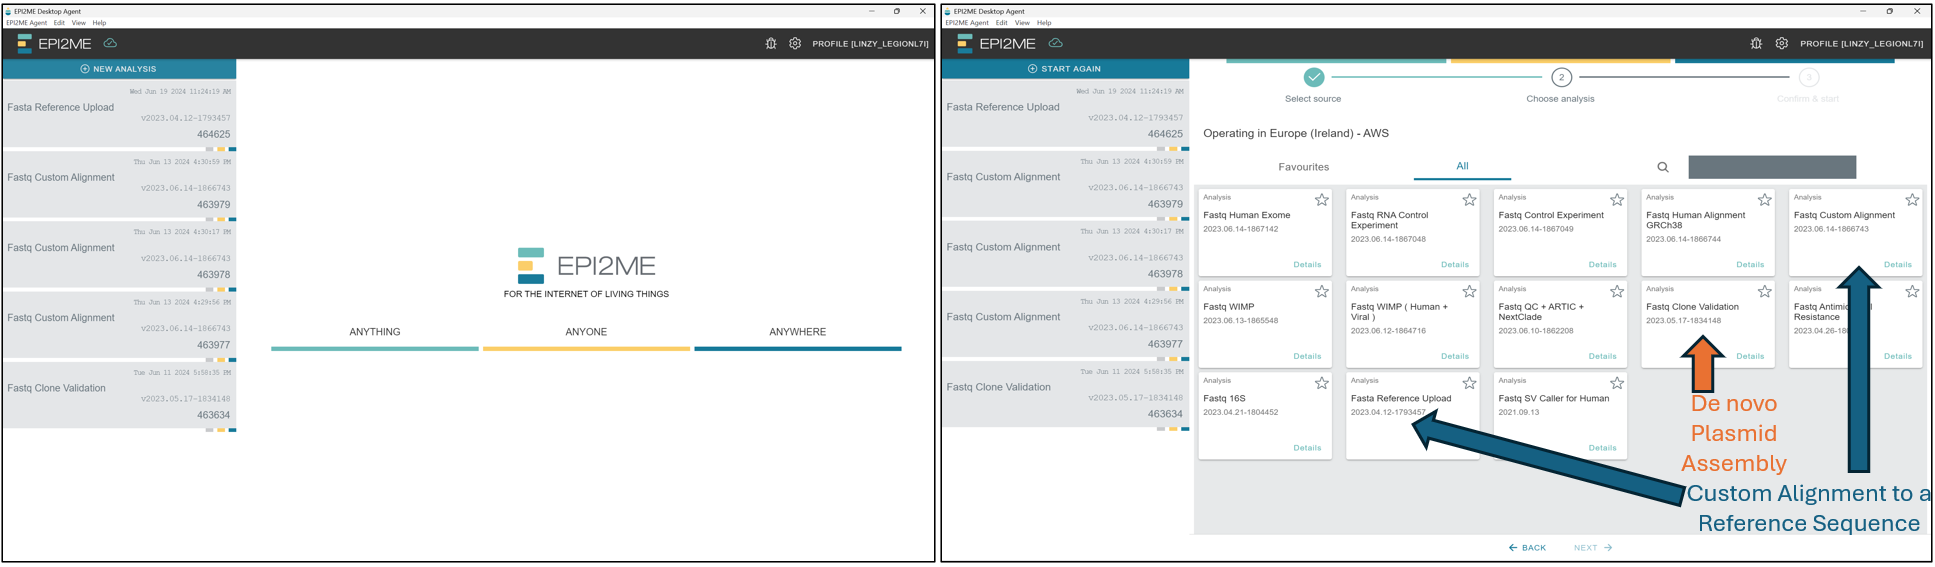 EPI2ME Desktop Agent
EPI2ME Agent Edit View Help
EPI2ME
PROFILE [LINZY_LEGIONL7I]
NEW ANALYSIS
Wed Jun 19 2024 11:24:19 AM
Fasta Reference Upload
v2023.04.12-1793457
464625
Thu Jun 13 2024 4:30:59 PM
Fastq Custom Alignment
v2023.06.14-1866743
463979
Thu Jun 13 2024 4:30:17 PM
Fastq Custom Alignment
v2023.06.14-1866743
463978
Thu Jun 13 2024 4:29:56 PM
Fastq Custom Alignment
v2023.06.14-1866743
463977
Tue Jun 11 2024 5:58:35 PM
Fastq Clone Validation
v2023.05.17-1834148
463634
EPI2ME
FOR THE INTERNET OF LIVING THINGS
ANYTHING
ANYONE
ANYWHERE
EPI2ME Desktop Agent
EPI2ME Agent Edit View Help
EPI2ME
PROFILE [LINZY_LEGIONL7I]
START AGAIN
Wed Jun 19 2024 11:24:19 AM
Fasta Reference Upload
v2023.04.12-1793457
464625
Thu Jun 13 2024 4:30:59 PM
Fastq Custom Alignment
v2023.06.14-1866743
463979
Thu Jun 13 2024 4:30:17 PM
Fastq Custom Alignment
v2023.06.14-1866743
463978
Thu Jun 13 2024 4:29:56 PM
Fastq Custom Alignment
v2023.06.14-1866743
463977
Tue Jun 11 2024 5:58:35 PM
Fastq Clone Validation
v2023.05.17-1834148
463634
2
3
Select source
Choose analysis
Confirm & start
Operating in Europe (Ireland) - AWS
Favourites
All
Analysis
Fastq Human Exome
2023.06.14-1867142
Details
Analysis
Fastq RNA Control
Experiment
2023.06.14-1867048
Details
Analysis
Fastq Control Experiment
2023.06.14-1867049
Details
Analysis
Fastq Human Alignment
GRCh38
2023.06.14-1866744
Details
Analysis
Fastq Custom Alignment
2023.06.14-1866743
Details
Analysis
Fastq WIMP
2023.06.13-1865548
Details
Analysis
Fastq WIMP ( Human +
Viral )
2023.06.12-1864716
Details
Analysis
Fastq QC + ARTIC +
NextClade
2023.06.10-1862208
Details
Analysis
Fastq Clone Validation
2023.05.17-1834148
Details
Analysis
Fastq
Resistance
2023.04.26-
Details
Analysis
Fastq 16S
2023.04.21-1804452
Details
Analysis
Fasta Reference Upload
2023.04.12-1793457
Analysis
Fastq SV Caller for Human
2021.09.13
Details
De novo
Plasmid
Assembly
Custom Alignment to a
Reference Sequence
BACK
NEXT